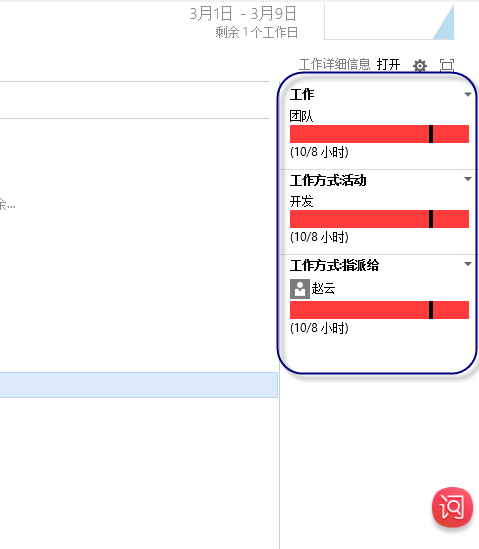 3月1日 - 3月9日
剩余 1 个工作日
工作详细信息 打开
工作
团队
(10/8 小时)
工作方式:活动
余...
开发
(10/8 小时)
工作方式:指派给
赵云
(10/8 小时)
询